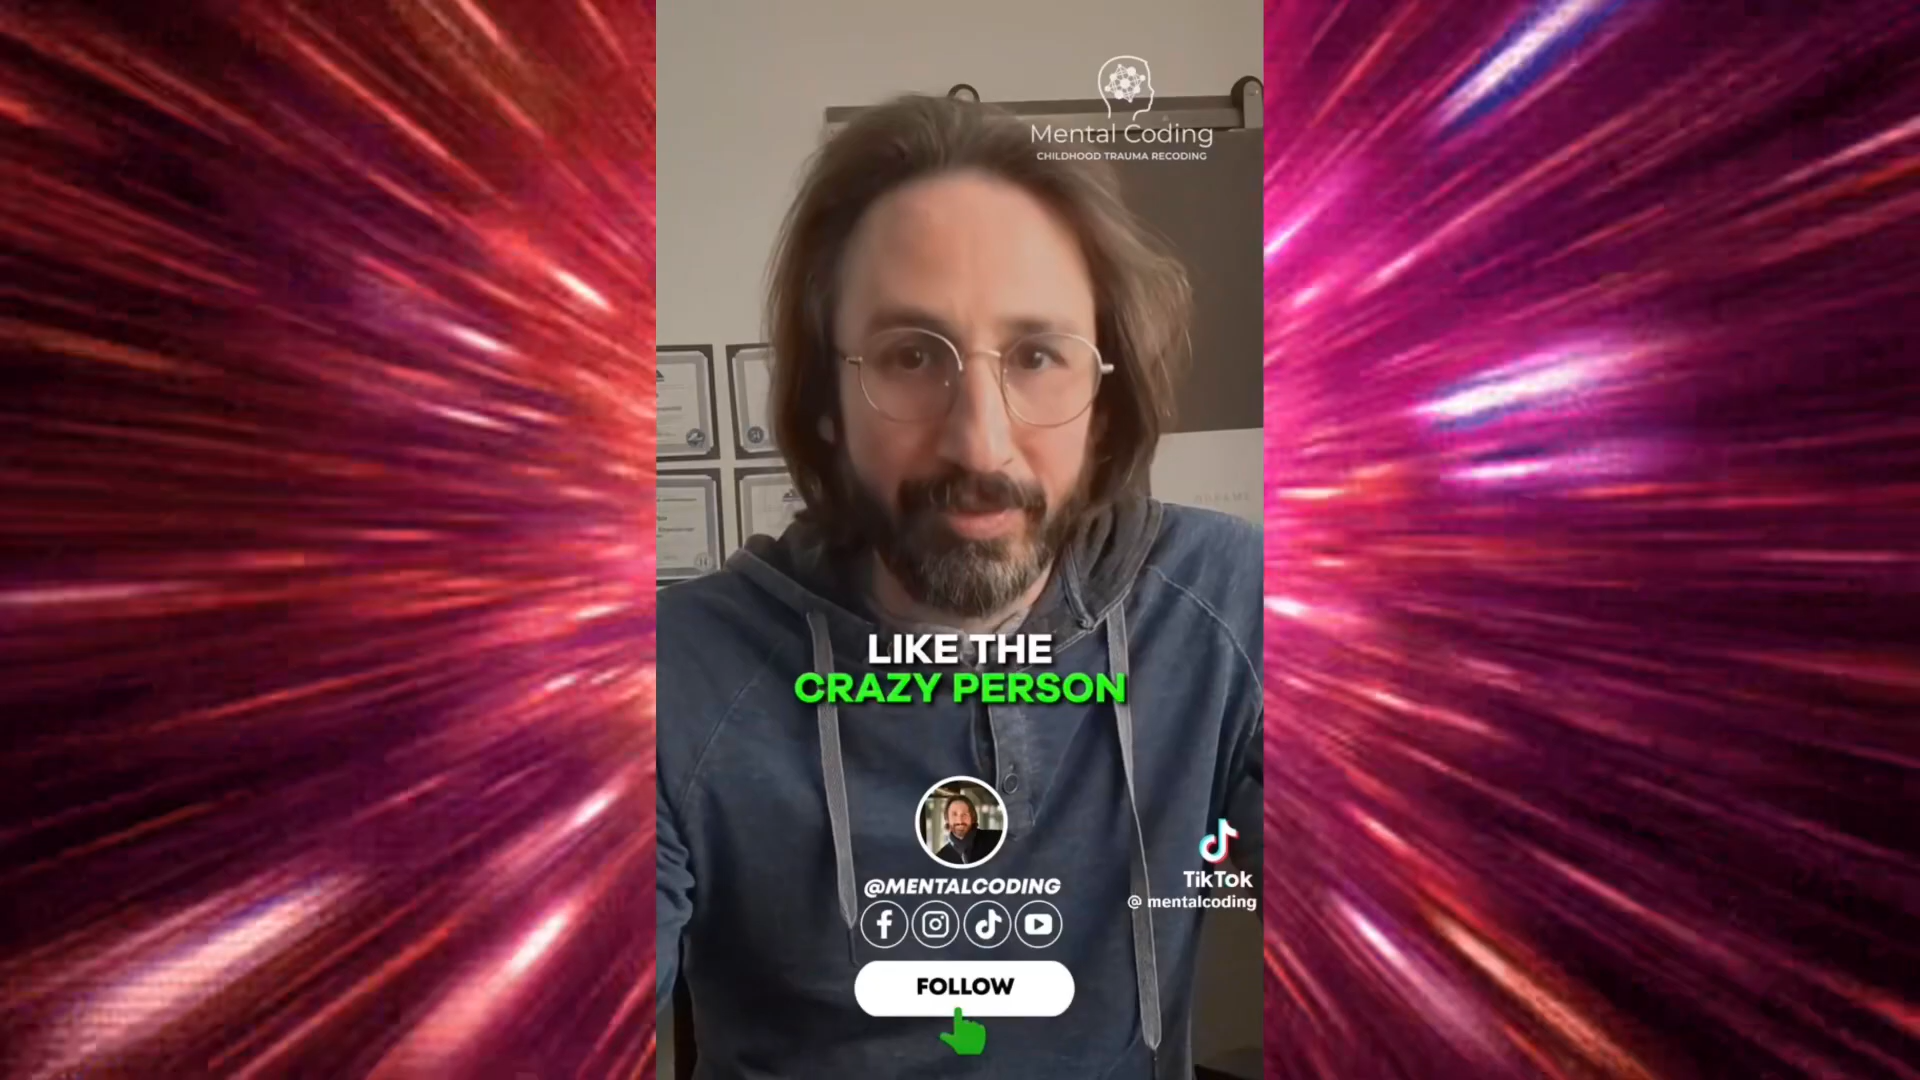 Mental Coding
CHILDHOOD TRAUMA RECODING
LIKE THE
CRAZY PERSON
@MENTALCODING
TikTok
@ mentalcoding
FOLLOW